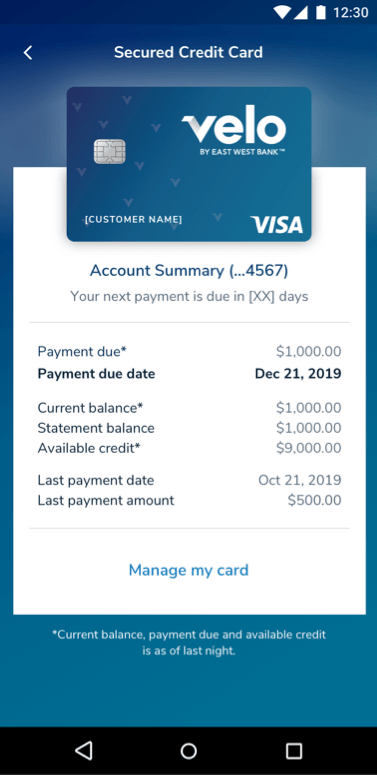 12:30
Secured Credit Card
velo
BY EAST WEST BANK™
[CUSTOMER NAME]
VISA
Account Summary (...4567)
Your next payment is due in [XX] days
Payment due* $1,000.00
Payment due date Dec 21, 2019
Current balance* $1,000.00
Statement balance $1,000.00
Available credit* $9,000.00
Last payment date Oct 21, 2019
Last payment amount $500.00
Manage my card
*Current balance, payment due and available credit
is as of last night.